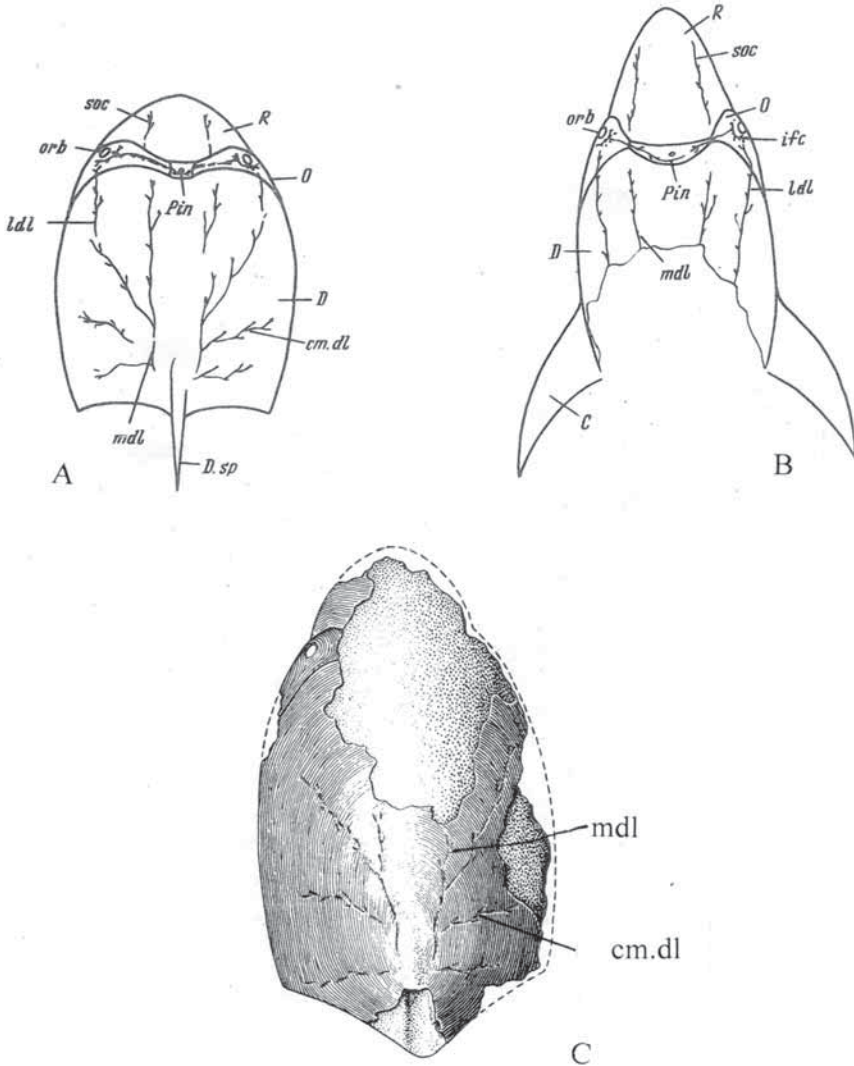 soc
R
orb
O
Pin
ldl
D
cm.dl
mdl
D.sp
A
R
soc
O
orb
ifc
Pin
ldl
D
mdl
C
B
mdl
cm.dl
C